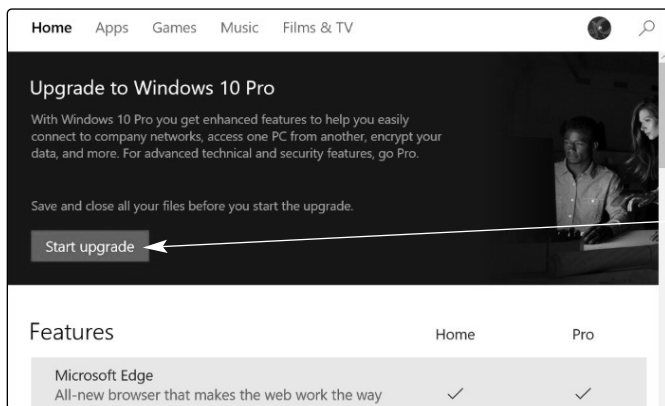 Home Apps Games Music Films & TV
Upgrade to Windows 10 Pro
With Windows 10 Pro you get enhanced features to help you easily
connect to company networks, access one PC from another, encrypt your
data, and more. For advanced technical and security features, go Pro.
Save and close all your files before you start the upgrade.
Start upgrade
Features Home Pro
Microsoft Edge
All-new browser that makes the web work the way